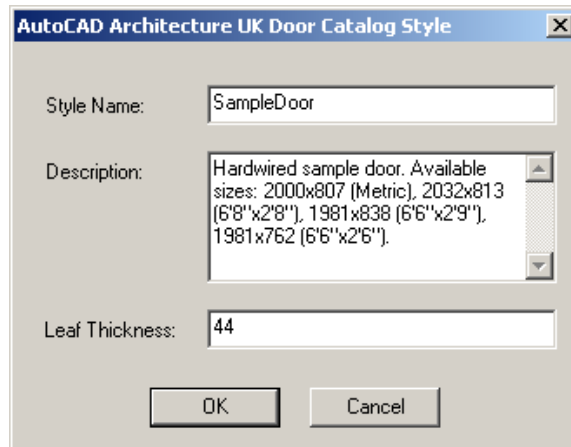 AutoCAD Architecture UK Door Catalog Style
Style Name:
SampleDoor
Description:
Hardwired sample door. Available
sizes: 2000x807 (Metric), 2032x813
(6'8''x2'8''), 1981x838 (6'6''x2'9''),
1981x762 (6'6''x2'6'').
Leaf Thickness:
44
OK
Cancel